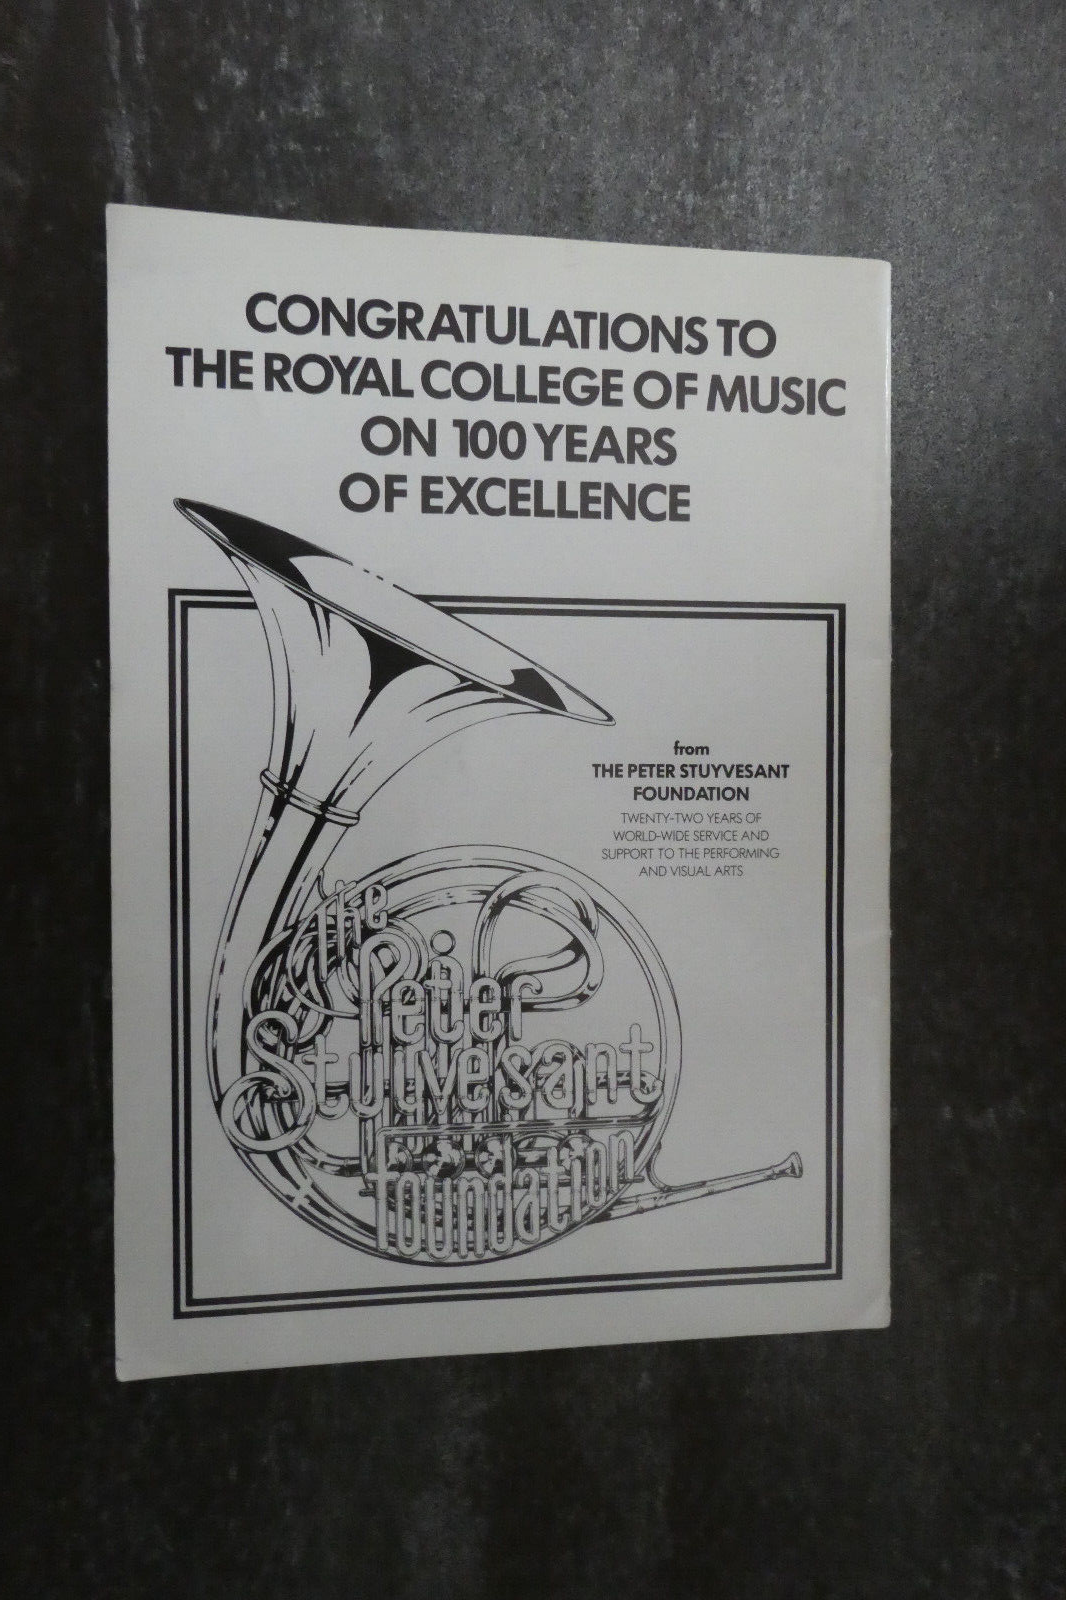 CONGRATULATIONS TO
THE ROYAL COLLEGE OF MUSIC
ON 100 YEARS
OF EXCELLENCE
from
THE PETER STUYVESANT
FOUNDATION
TWENTY-TWO YEARS OF
WORLD-WIDE SERVICE AND
SUPPORT TO THE PERFORMING
AND VISUAL ARTS
The
Peter
Stuyvesant
foundation